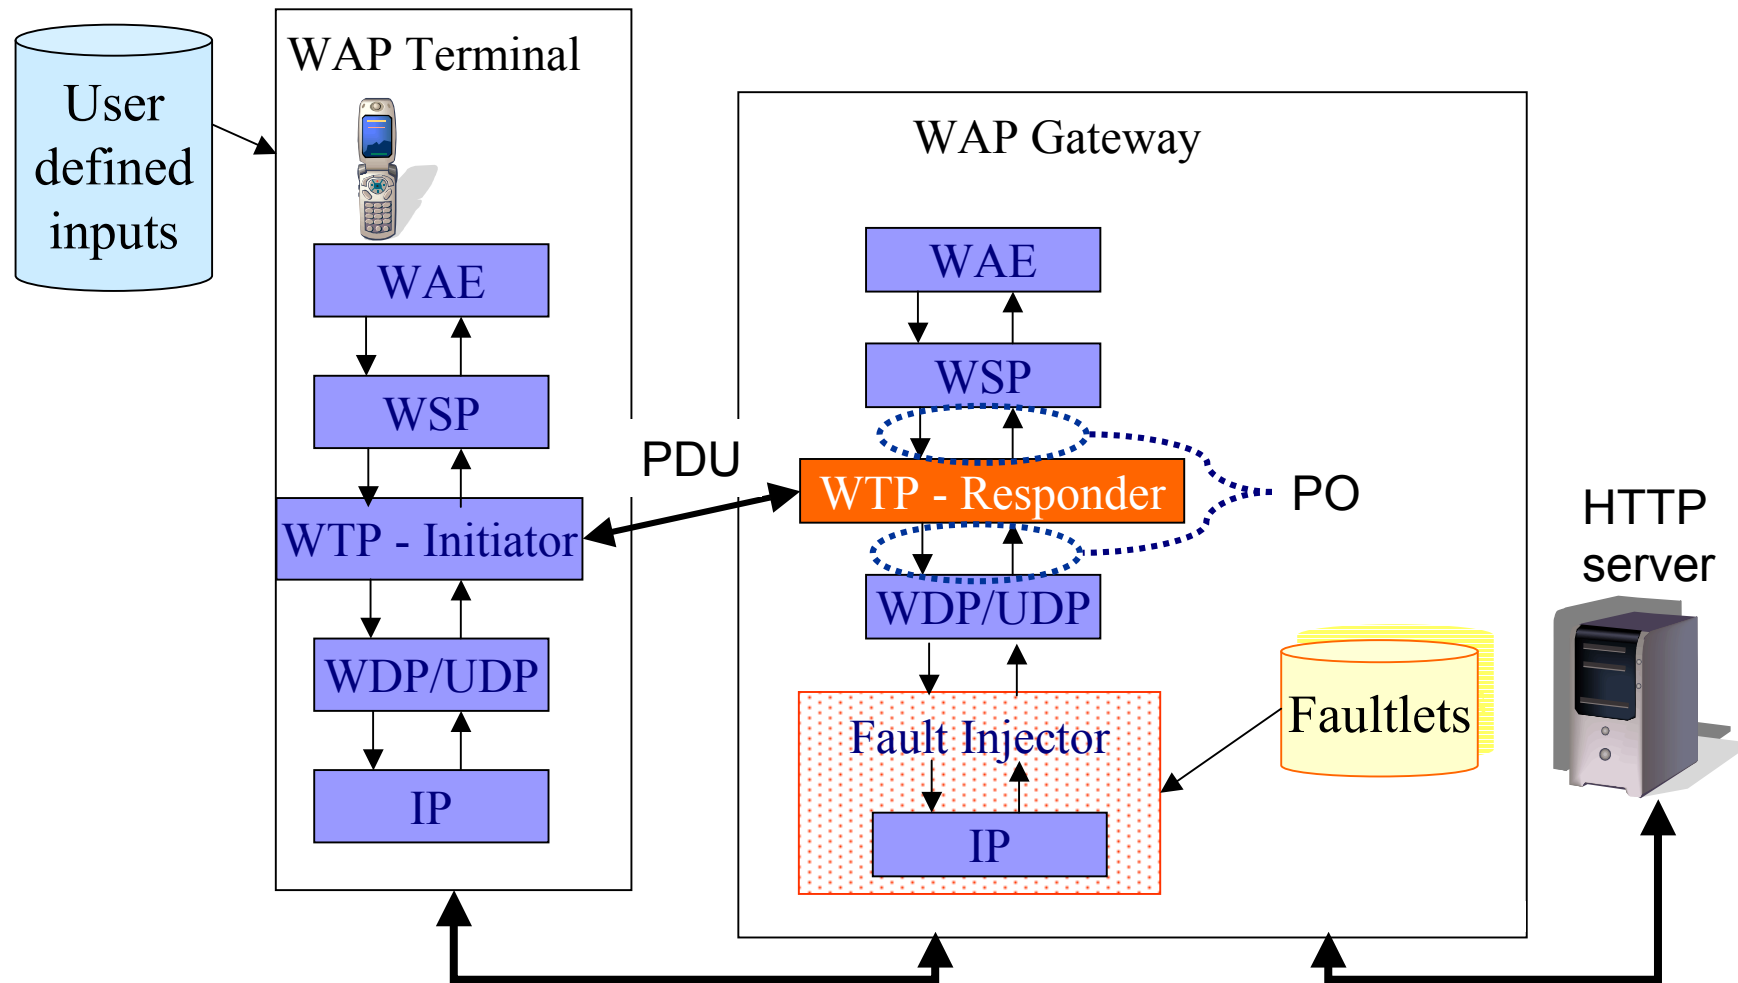 User
defined
inputs
WAP Terminal
WAE
WSP
WTP - Initiator
WDP/UDP
IP
PDU
WAP Gateway
WAE
WSP
WTP - Responder
WDP/UDP
Fault Injector
IP
PO
Faultlets
HTTP
server